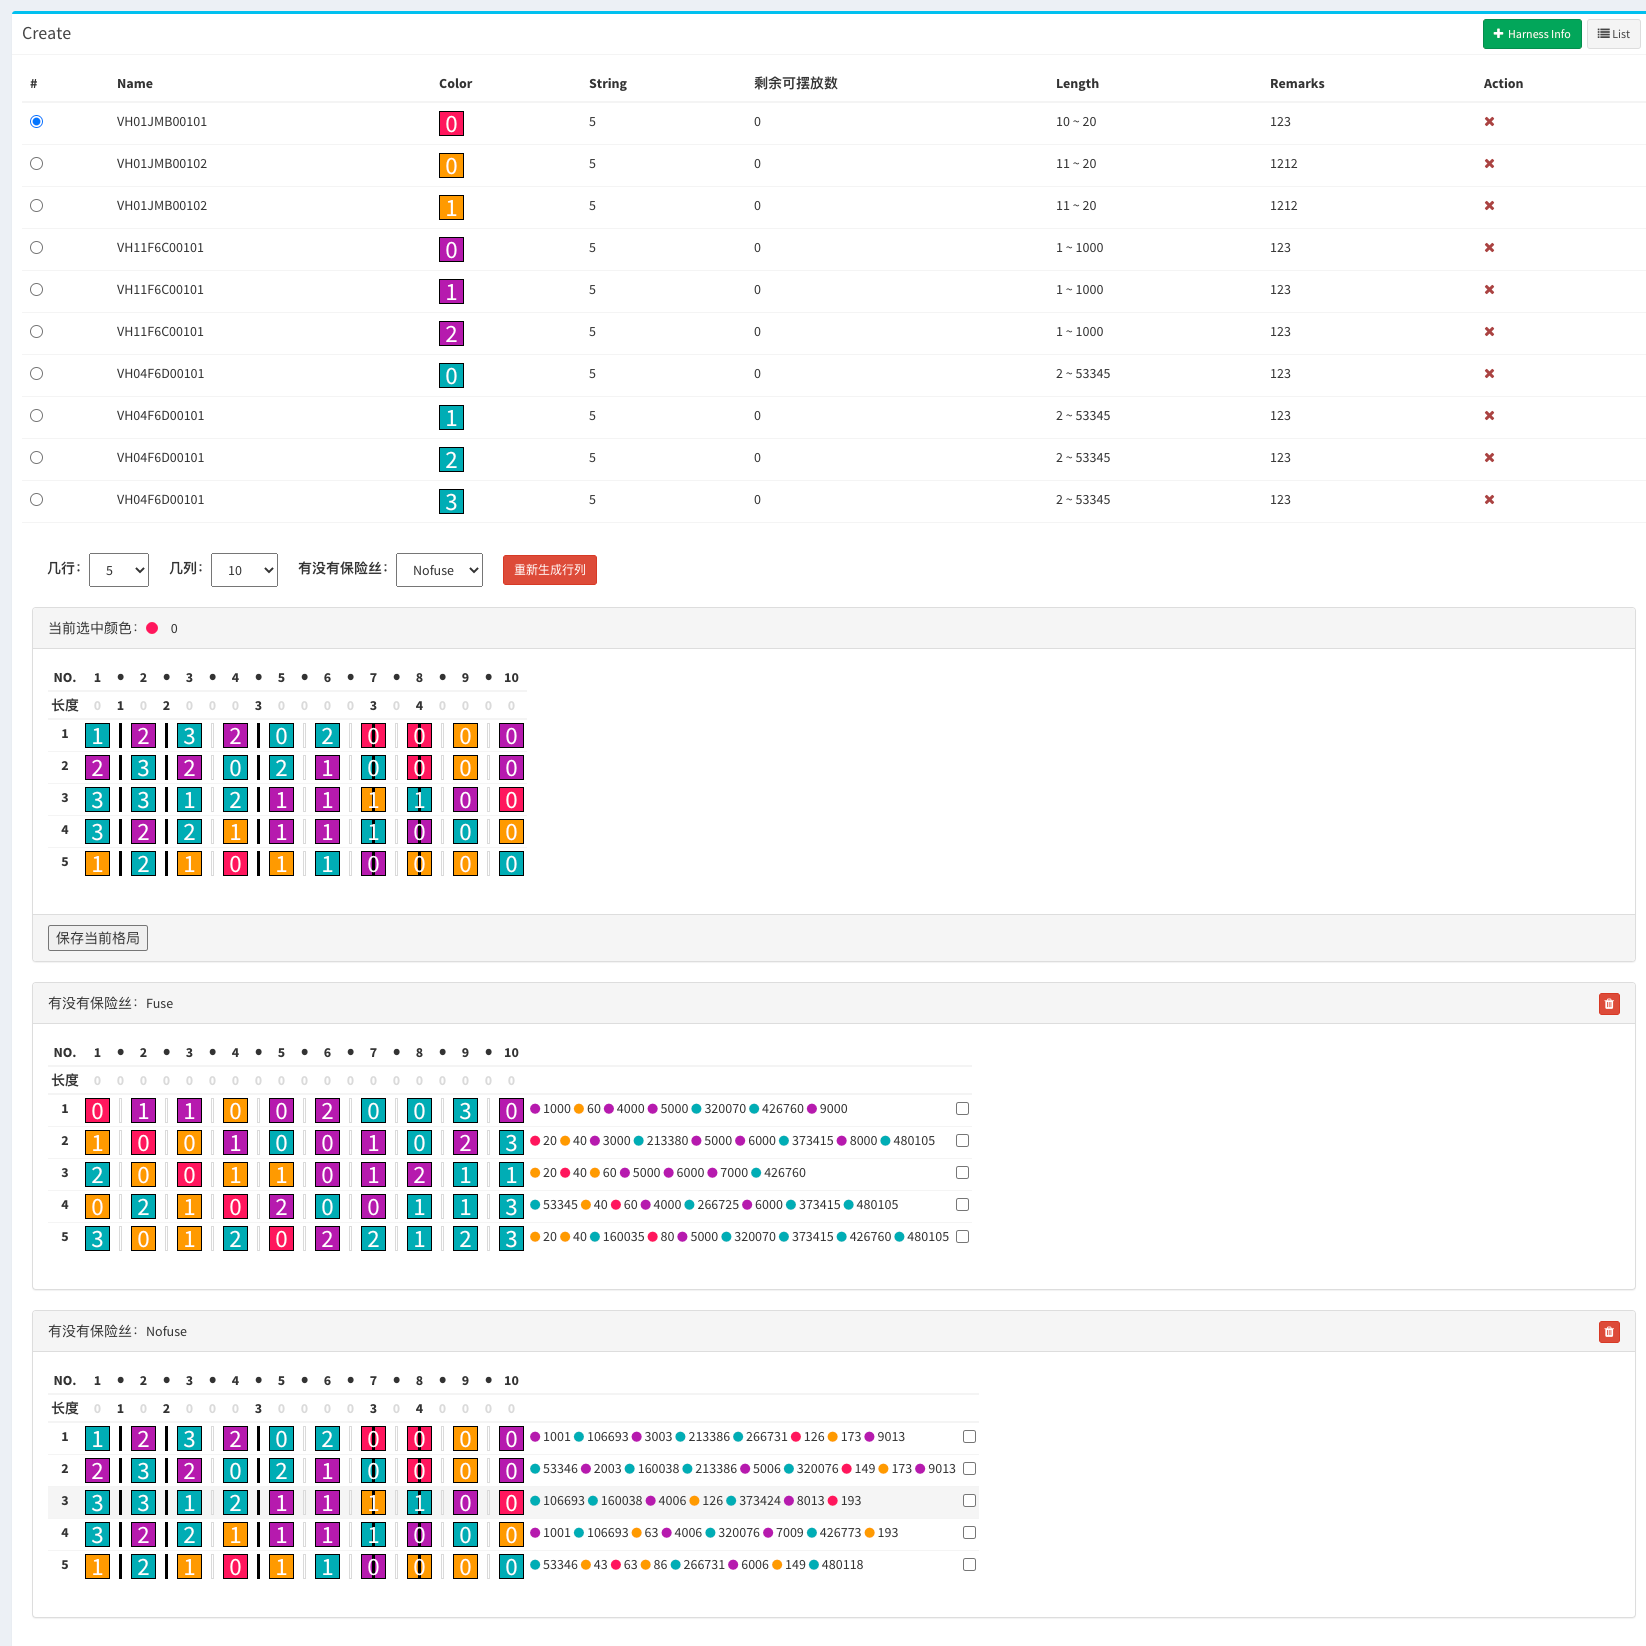 Create
Harness Info List
# Name Color String 剩余可摆放数 Length Remarks Action
VH01JMB00101 0 5 0 10 ~ 20 123
VH01JMB00102 0 5 0 11 ~ 20 1212
VH01JMB00102 1 5 0 11 ~ 20 1212
VH11F6C00101 0 5 0 1 ~ 1000 123
VH11F6C00101 1 5 0 1 ~ 1000 123
VH11F6C00101 2 5 0 1 ~ 1000 123
VH04F6D00101 0 5 0 2 ~ 53345 123
VH04F6D00101 1 5 0 2 ~ 53345 123
VH04F6D00101 2 5 0 2 ~ 53345 123
VH04F6D00101 3 5 0 2 ~ 53345 123
几行： 5 几列： 10 有没有保险丝： Nofuse 重新生成行列
当前选中颜色： 0
NO. 1 • 2 • 3 • 4 • 5 • 6 • 7 • 8 • 9 • 10
长度 0 1 0 2 0 0 0 3 0 0 0 0 3 0 4 0 0 0 0
1 1 2 3 2 0 2 0 0 0 0
2 2 3 2 0 2 1 0 0 0 0
3 3 3 1 2 1 1 1 1 0 0
4 3 2 2 1 1 1 1 0 0 0
5 1 2 1 0 1 1 0 0 0 0
保存当前格局
有没有保险丝： Fuse
NO. 1 • 2 • 3 • 4 • 5 • 6 • 7 • 8 • 9 • 10
长度 0 0 0 0 0 0 0 0 0 0 0 0 0 0 0 0 0 0 0
1 0 1 1 0 0 2 0 0 3 0 1000 60 4000 5000 320070 426760 9000
2 1 0 0 1 0 0 1 0 2 3 20 40 3000 213380 5000 6000 373415 8000 480105
3 2 0 0 1 1 0 1 2 1 1 20 40 60 5000 6000 7000 426760
4 0 2 1 0 2 0 0 1 1 3 53345 40 60 4000 266725 6000 373415 480105
5 3 0 1 2 0 2 2 1 2 3 20 40 160035 80 5000 320070 373415 426760 480105
有没有保险丝： Nofuse
NO. 1 • 2 • 3 • 4 • 5 • 6 • 7 • 8 • 9 • 10
长度 0 1 0 2 0 0 0 3 0 0 0 0 3 0 4 0 0 0 0
1 1 2 3 2 0 2 0 0 0 0 1001 106693 3003 213386 266731 126 173 9013
2 2 3 2 0 2 1 0 0 0 0 53346 2003 160038 213386 5006 320076 149 173 9013
3 3 3 1 2 1 1 1 1 0 0 106693 160038 4006 126 373424 8013 193
4 3 2 2 1 1 1 1 0 0 0 1001 106693 63 4006 320076 7009 426773 193
5 1 2 1 0 1 1 0 0 0 0 53346 43 63 86 266731 6006 149 480118